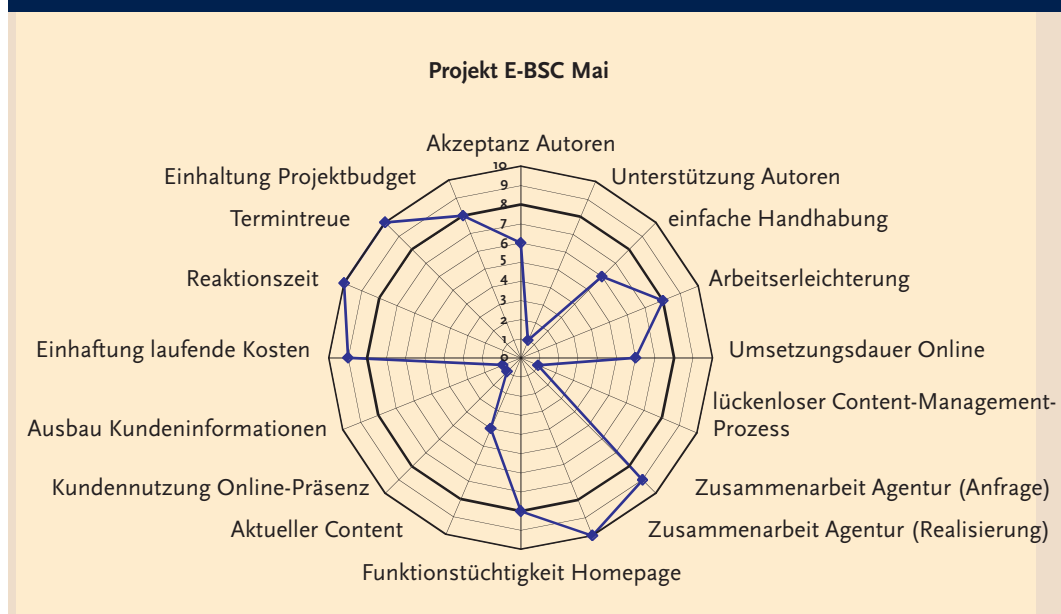 Projekt E-BSC Mai
Akzeptanz Autoren
Einhaltung Projektbudget
Unterstützung Autoren
Termintreue
einfache Handhabung
Reaktionszeit
Arbeitserleichterung
Einhaftung laufende Kosten
Umsetzungsdauer Online
lückenloser Content-Management-
Prozess
Ausbau Kundeninformationen
Kundennutzung Online-Präsenz
Zusammenarbeit Agentur (Anfrage)
Aktueller Content
Zusammenarbeit Agentur (Realisierung)
Funktionstüchtigkeit Homepage
10
9
8
7
6
5
4
3
2
1
0